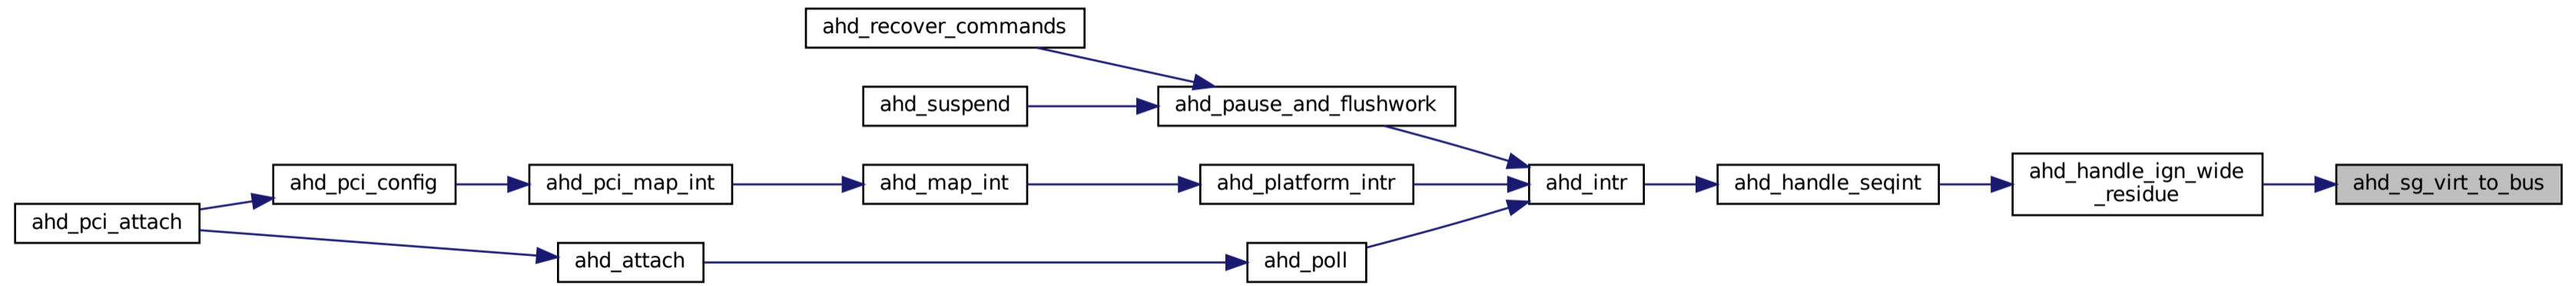 ahd_recover_commands
ahd_suspend
ahd_pause_and_flushwork
ahd_pci_config
ahd_pci_map_int
ahd_map_int
ahd_platform_intr
ahd_intr
ahd_handle_seqint
ahd_handle_ign_wide
_residue
ahd_sg_virt_to_bus
ahd_pci_attach
ahd_attach
ahd_poll